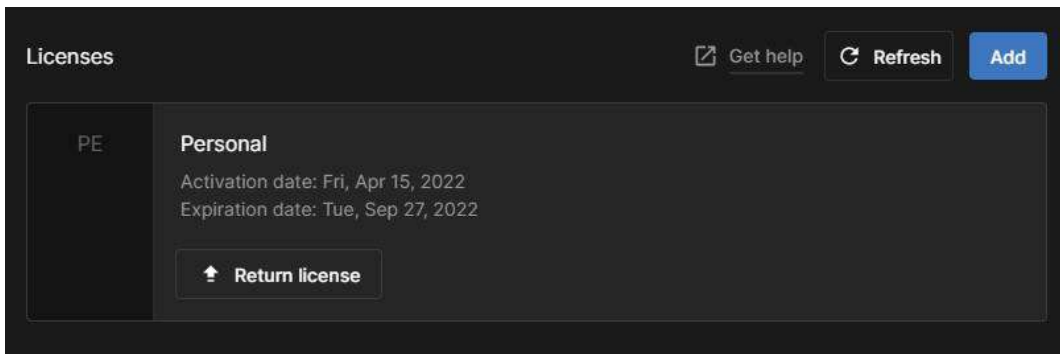 Licenses
Get help
Refresh
Add
PE
Personal
Activation date: Fri, Apr 15, 2022
Expiration date: Tue, Sep 27, 2022
Return license